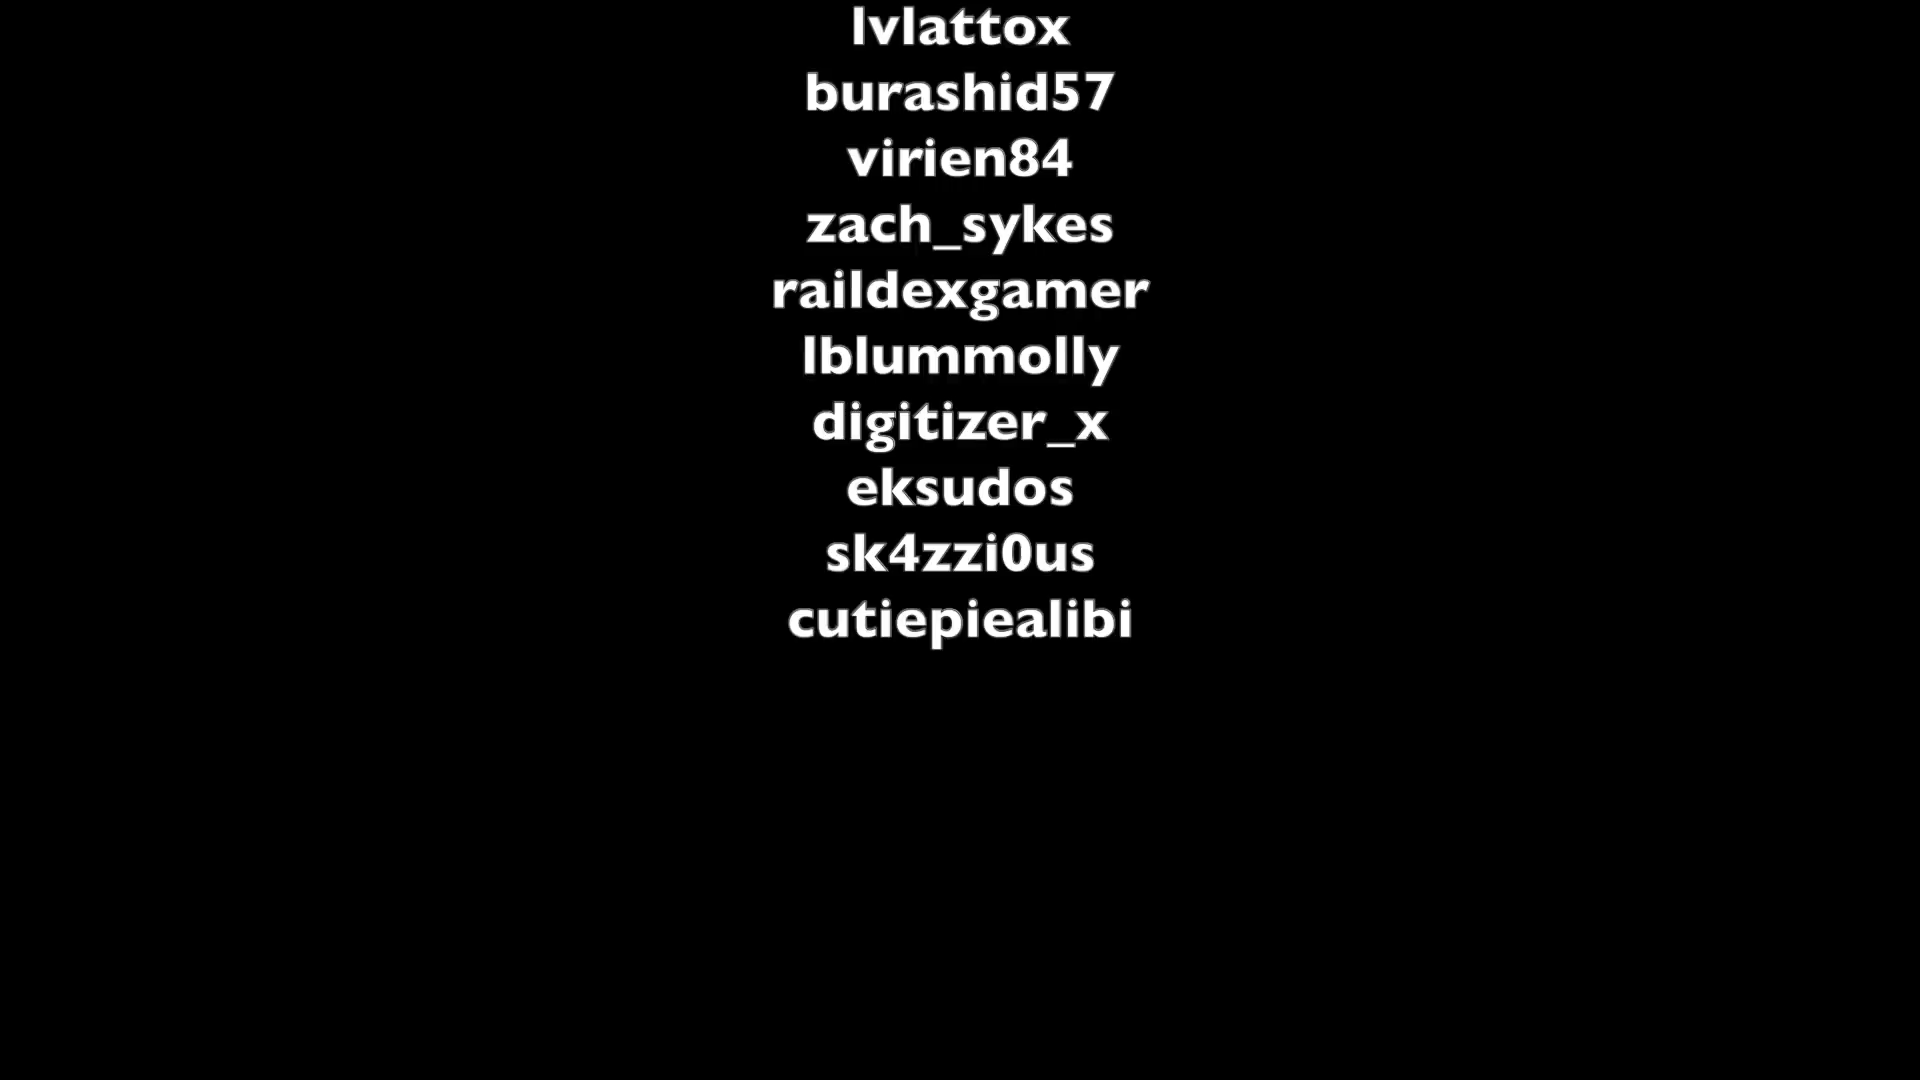 lvlattox
burashid57
virien84
zach_sykes
raildexgamer
lblummolly
digitizer_x
eksudos
sk4zzi0us
cutiepiealibi